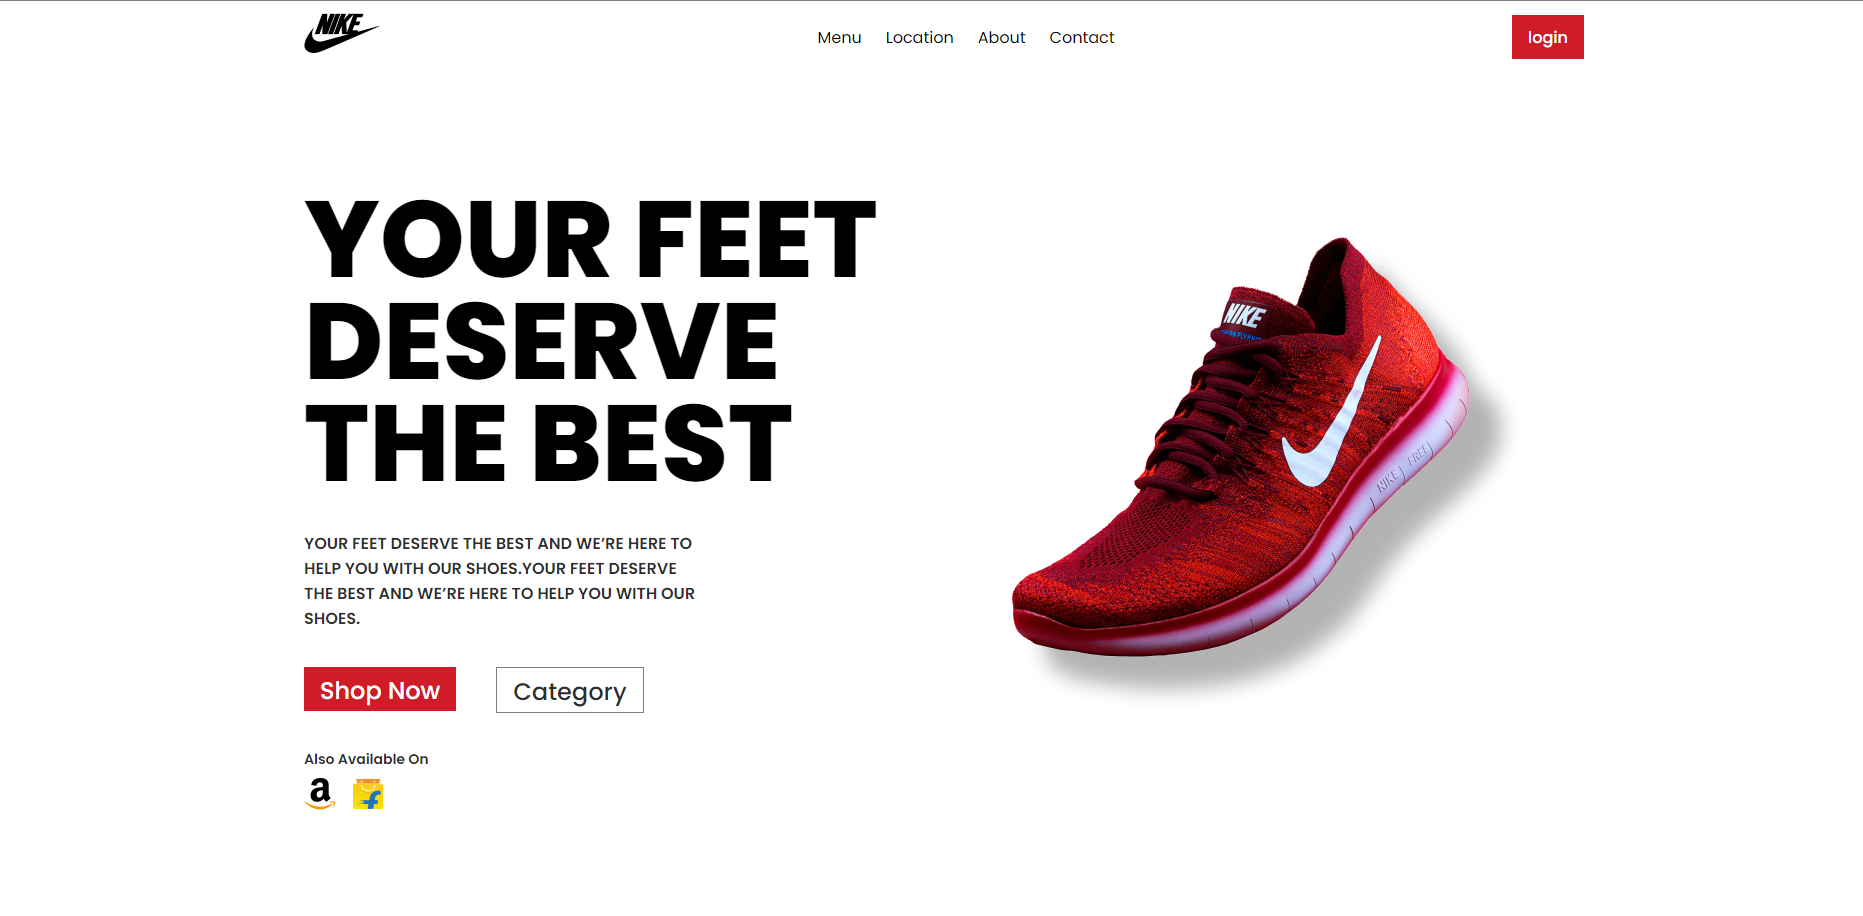 NIKE
Menu Location About Contact
login
YOUR FEET
DESERVE
THE BEST
YOUR FEET DESERVE THE BEST AND WE’RE HERE TO
HELP YOU WITH OUR SHOES.YOUR FEET DESERVE
THE BEST AND WE’RE HERE TO HELP YOU WITH OUR
SHOES.
Shop Now
Category
Also Available On
a
f
NIKE
NIKE FREE